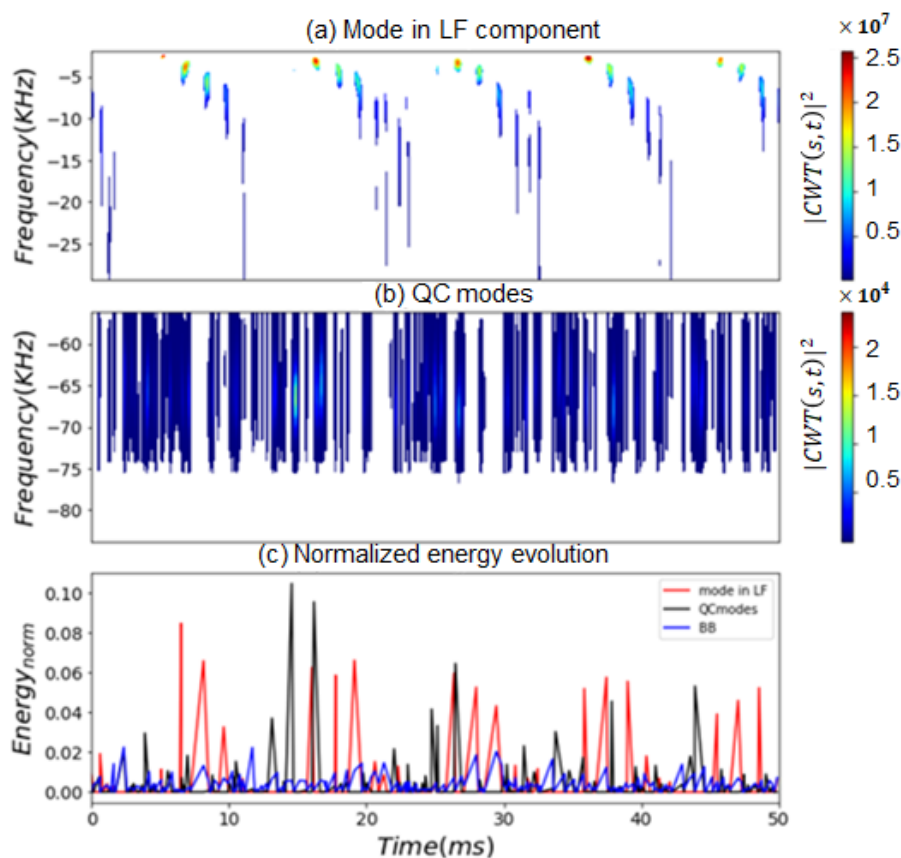 (a) Mode in LF component
× 10⁷
Frequency(KHz)
−5
−10
−15
−20
−25
2.5
2
1.5
1
0.5
|CWT(s,t)|²
(b) QC modes
× 10⁴
Frequency(KHz)
−60
−65
−70
−75
−80
2
1.5
1
0.5
|CWT(s,t)|²
(c) Normalized energy evolution
Energy_norm
0.10
0.08
0.06
0.04
0.02
0.00
mode in LF
QCmodes
BB
0 10 20 30 40 50
Time(ms)